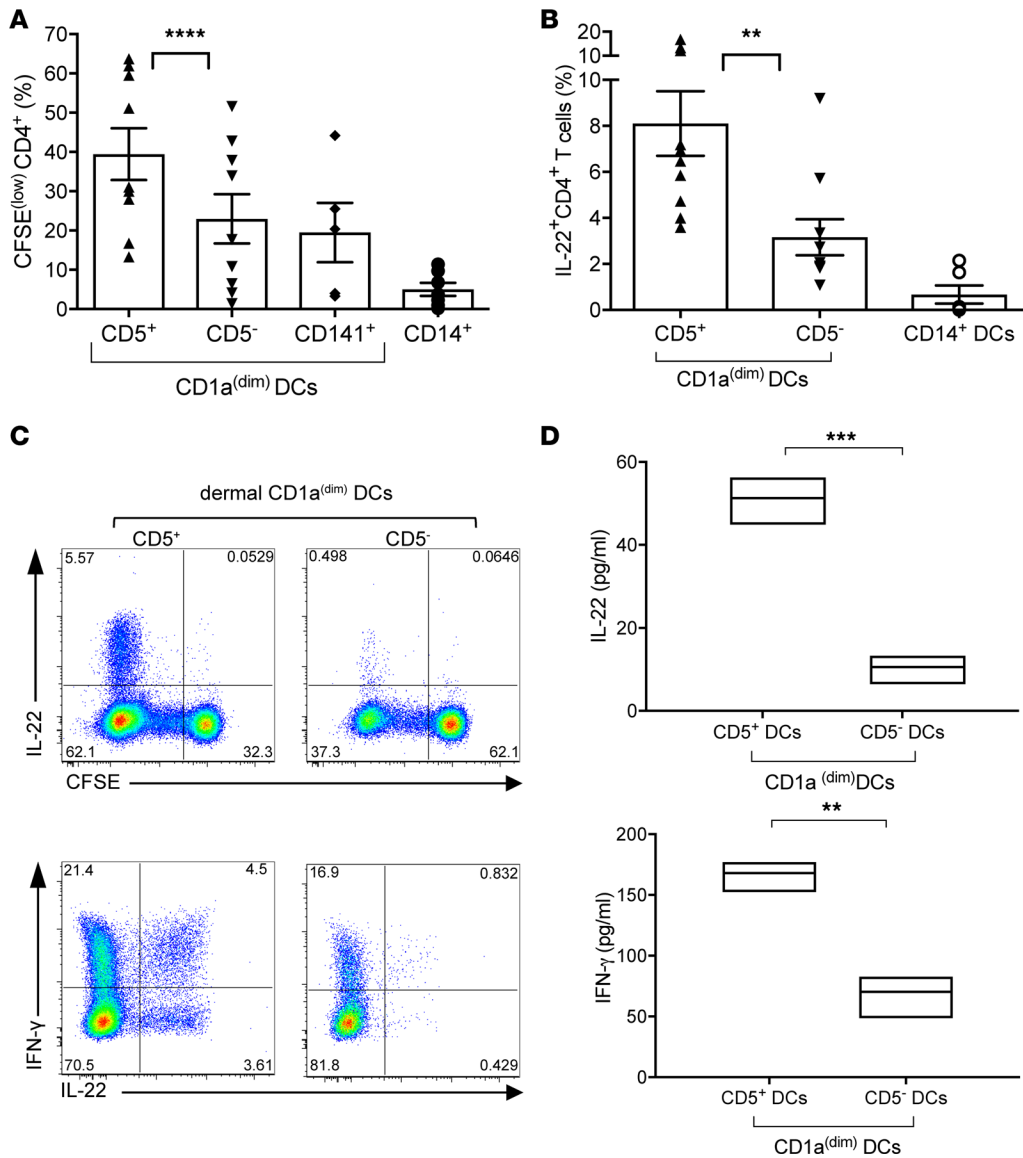 A
CFSE(low) CD4+ (%)
70
60
50
40
30
20
10
0
****
CD5+ CD5- CD141+ CD14+
CD1a(dim) DCs
B
IL-22+CD4+ T cells (%)
20
10
10
8
6
4
2
0
**
CD5+ CD5- CD14+ DCs
CD1a(dim) DCs
C
dermal CD1a(dim) DCs
CD5+ CD5-
5.57 0.0529 0.498 0.0646
IL-22
62.1 32.3 37.3 62.1
CFSE
21.4 4.5 16.9 0.832
IFN-γ
70.5 3.61 81.8 0.429
IL-22
D
***
IL-22 (pg/ml)
60
40
20
0
CD5+ DCs CD5- DCs
CD1a (dim)DCs
**
IFN-γ (pg/ml)
200
150
100
50
0
CD5+ DCs CD5- DCs
CD1a(dim) DCs